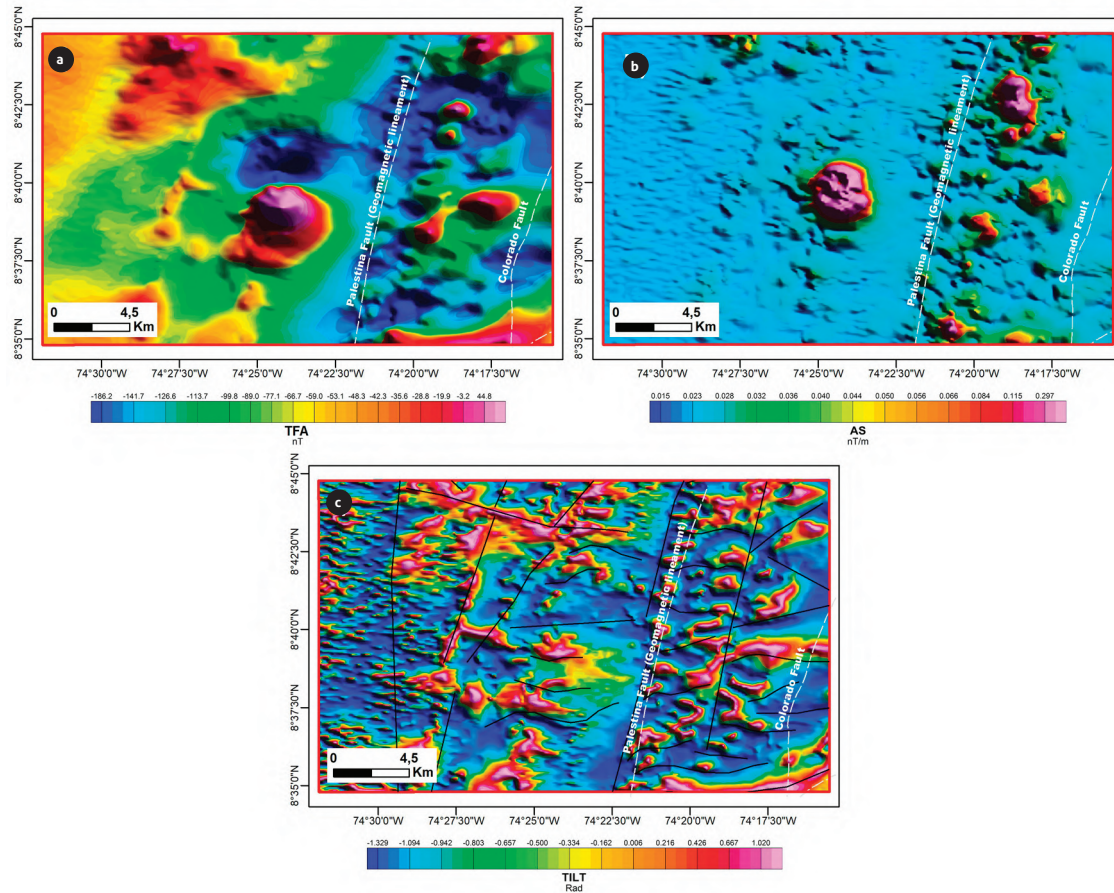 a
8°45'0"N
8°42'30"N
8°40'0"N
8°37'30"N
8°35'0"N
Palestina Fault (Geomagnetic lineament)
Colorado Fault
0 4,5
Km
74°30'0"W 74°27'30"W 74°25'0"W 74°22'30"W 74°20'0"W 74°17'30"W
-186.2 -141.7 -126.6 -113.7 -99.8 -89.0 -77.1 -66.7 -59.0 -53.1 -48.3 -42.3 -35.6 -28.8 -19.9 -3.2 44.8
TFA
nT
b
8°45'0"N
8°42'30"N
8°40'0"N
8°37'30"N
8°35'0"N
Palestina Fault (Geomagnetic lineament)
Colorado Fault
0 4,5
Km
74°30'0"W 74°27'30"W 74°25'0"W 74°22'30"W 74°20'0"W 74°17'30"W
0.015 0.023 0.028 0.032 0.036 0.040 0.044 0.050 0.056 0.066 0.084 0.115 0.297
AS
nT/m
c
8°45'0"N
8°42'30"N
8°40'0"N
8°37'30"N
8°35'0"N
Palestina Fault (Geomagnetic lineament)
Colorado Fault
0 4,5
Km
74°30'0"W 74°27'30"W 74°25'0"W 74°22'30"W 74°20'0"W 74°17'30"W
-1.329 -1.094 -0.942 -0.803 -0.657 -0.500 -0.334 -0.162 0.006 0.216 0.426 0.667 1.020
TILT
Rad